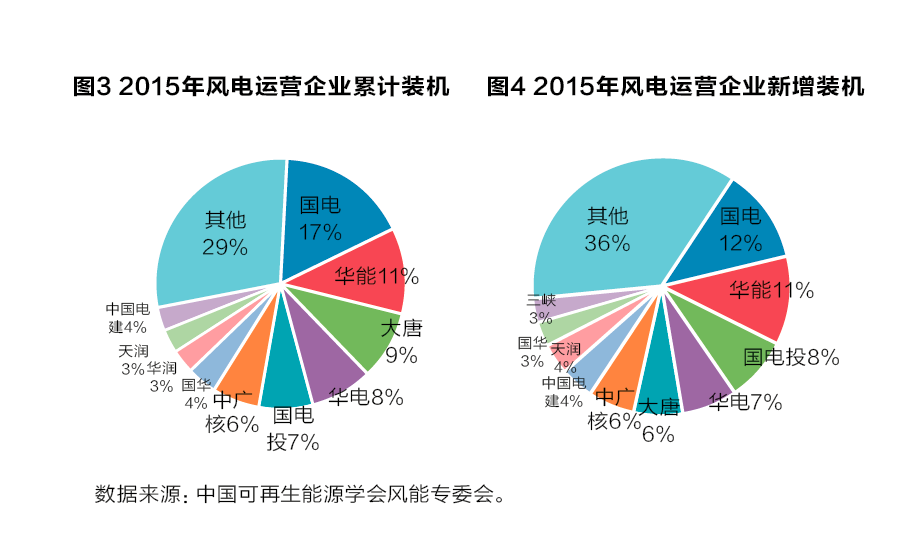 图3 2015年风电运营企业累计装机
国电
17%
华能11%
大唐
9%
华电8%
国电
投7%
中广
核6%
国华
4%
华润
3%
天润
3%
中国电
建4%
其他
29%
图4 2015年风电运营企业新增装机
国电
12%
华能11%
国电投8%
华电7%
大唐
6%
中广
核6%
中国电
建4%
天润
4%
国华
3%
三峡
3%
其他
36%
数据来源：中国可再生能源学会风能专委会。